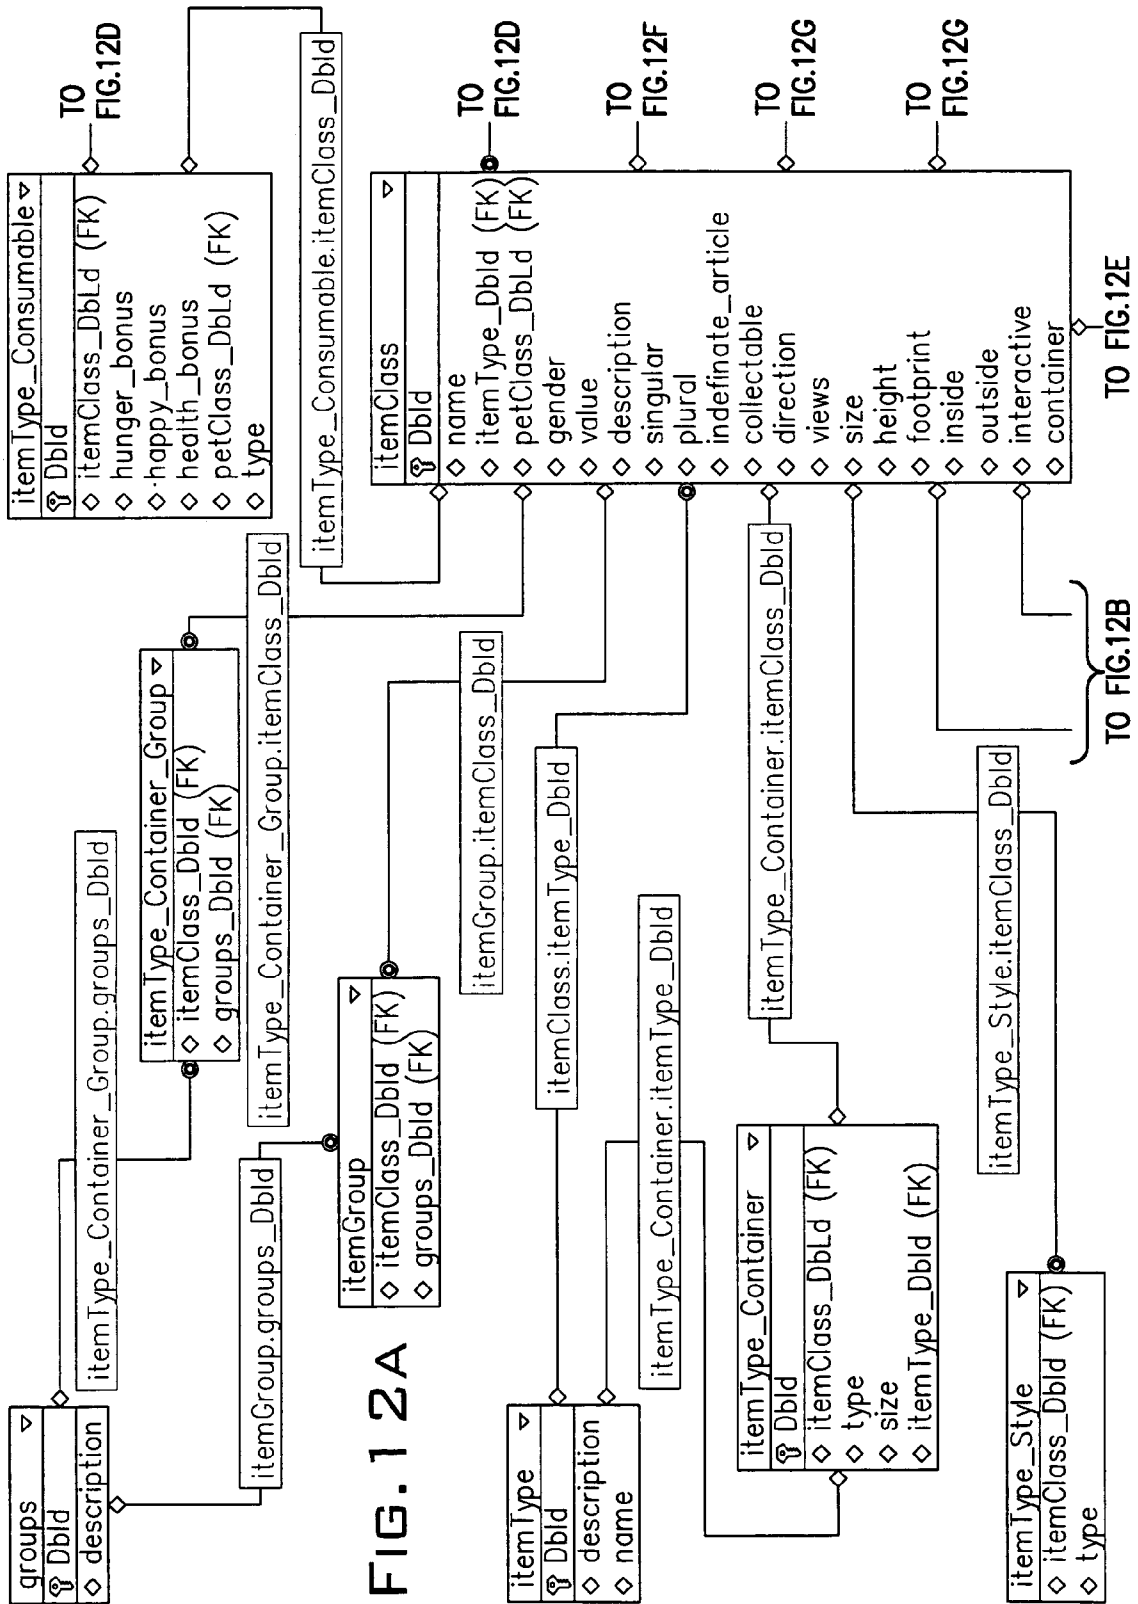 groups
DbId
description
itemType_Container_Group.groups_DbId
itemGroup.groups_DbId
itemType_Container_Group
itemClass_DbId (FK)
groups_DbId (FK)
itemType_Container_Group.itemClass_DbId
itemType_Consumable
DbId
itemClass_DbLd (FK)
hunger_bonus
happy_bonus
health_bonus
petClass_DbLd (FK)
type
TO
FIG.12D
itemType_Consumable.itemClass_DbId
FIG.12A
itemGroup
itemClass_DbId (FK)
groups_DbId (FK)
itemGroup.itemClass_DbId
itemClass
DbId
name
itemType_DbId (FK)
petClass_DbLd (FK)
gender
value
description
singular
plural
indefinate_article
collectable
direction
views
size
height
footprint
inside
outside
interactive
container
TO
FIG.12D
TO
FIG.12F
TO
FIG.12G
TO
FIG.12G
itemType
DbId
description
name
itemClass.itemType_DbId
itemType_Container.itemType_DbId
itemType_Container
DbId
itemClass_DbLd (FK)
type
size
itemType_DbId (FK)
itemType_Container.itemClass_DbId
itemType_Style
itemClass_DbId (FK)
type
itemType_Style.itemClass_DbId
TO FIG.12B
TO FIG.12E